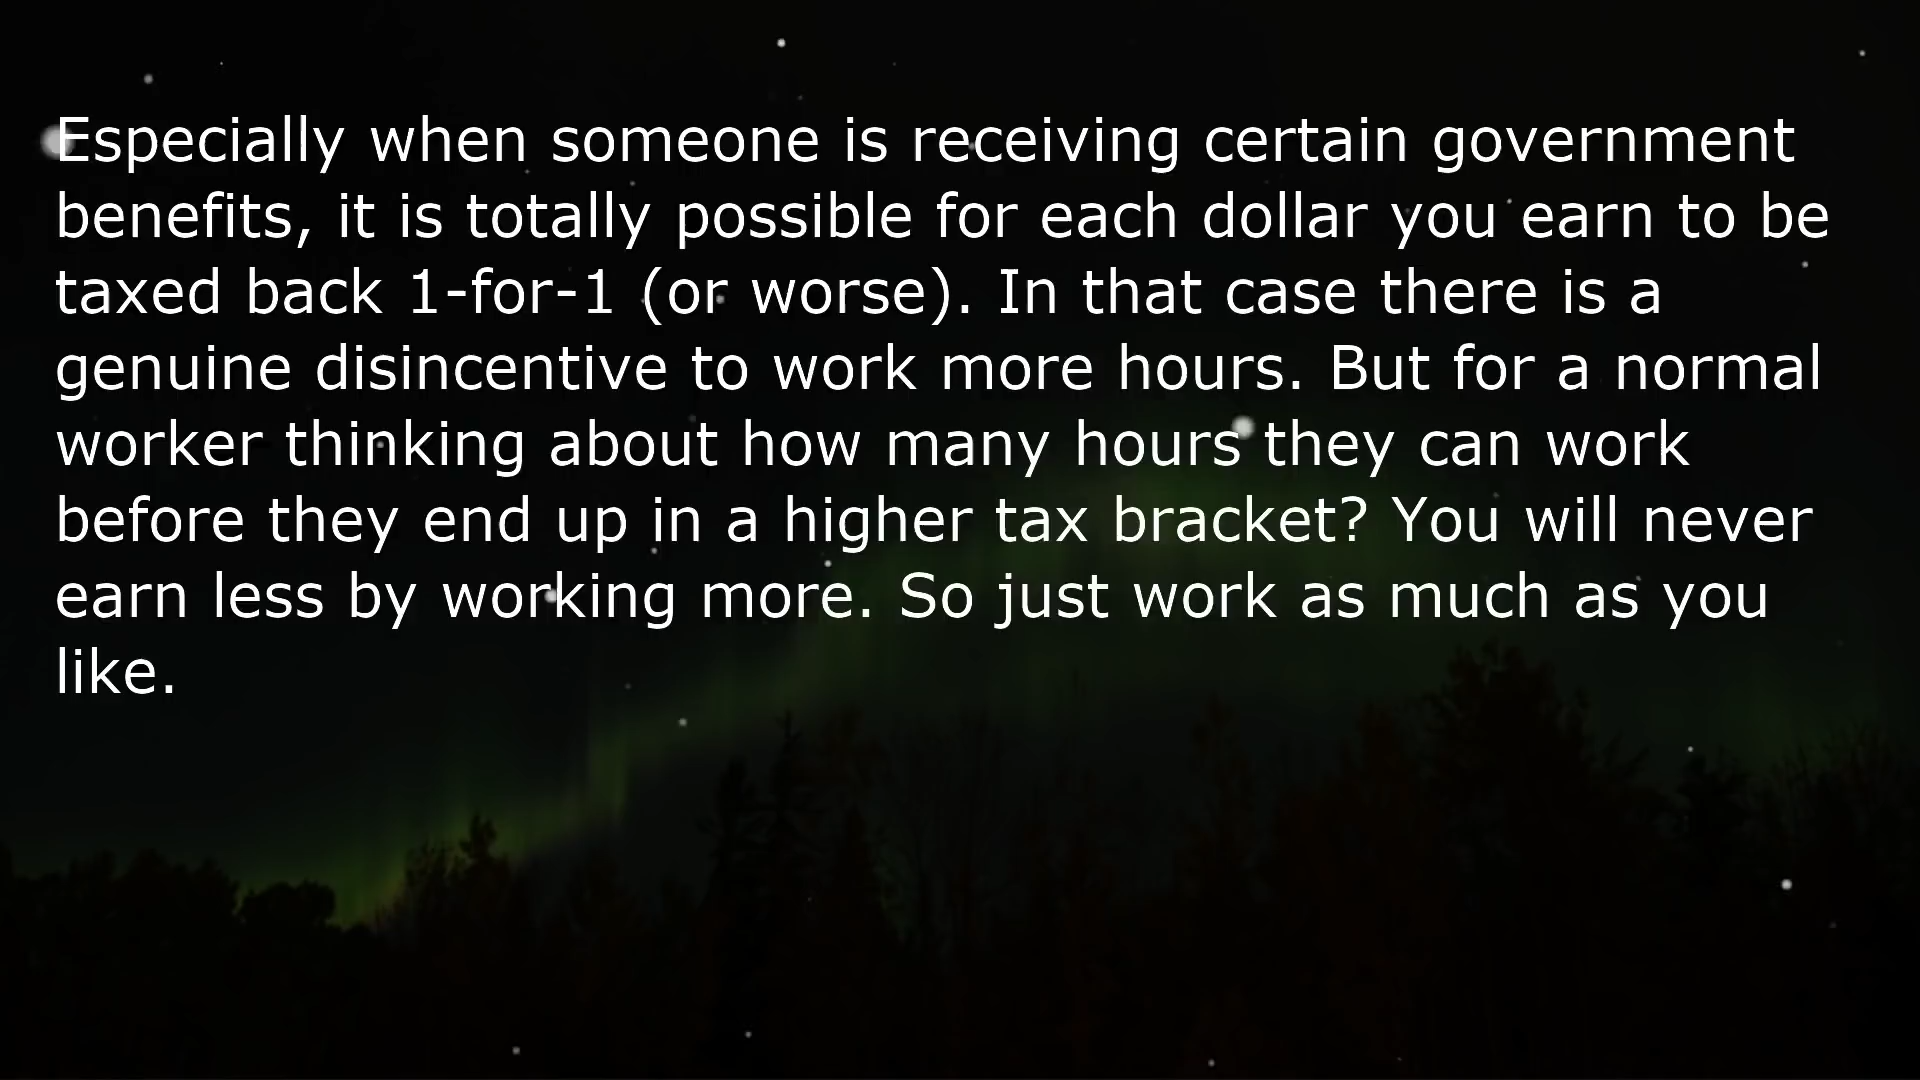 Especially when someone is receiving certain government
benefits, it is totally possible for each dollar you earn to be
taxed back 1-for-1 (or worse). In that case there is a
genuine disincentive to work more hours. But for a normal
worker thinking about how many hours they can work
before they end up in a higher tax bracket? You will never
earn less by working more. So just work as much as you
like.